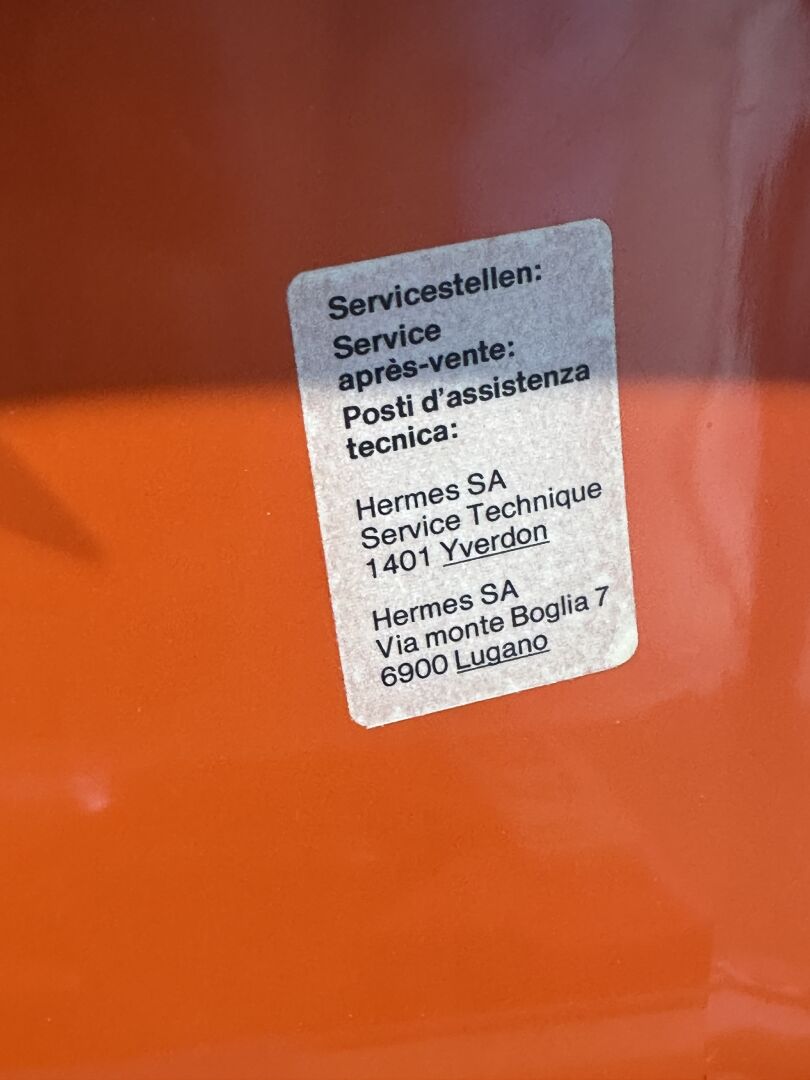 Servicestellen:
Service
après-vente:
Posti d'assistenza
tecnica:
Hermes SA
Service Technique
1401 Yverdon
Hermes SA
Via monte Boglia 7
6900 Lugano